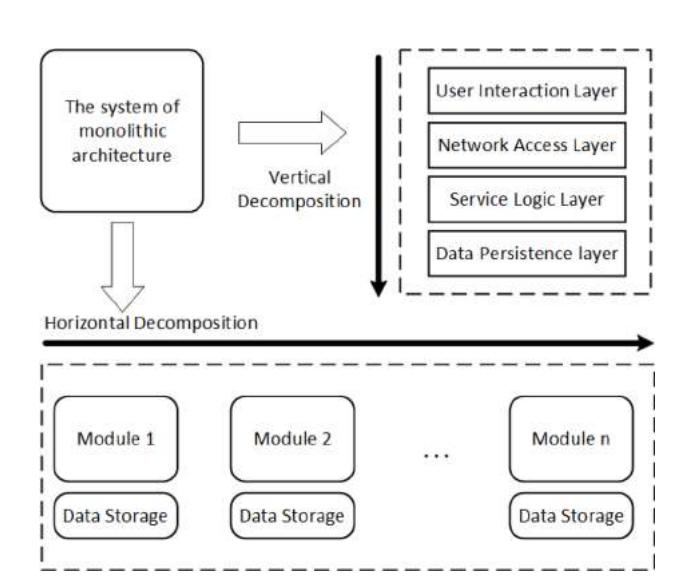 The system of
monolithic
architecture
Vertical
Decomposition
User Interaction Layer
Network Access Layer
Service Logic Layer
Data Persistence layer
Horizontal Decomposition
Module 1
Module 2
...
Module n
Data Storage
Data Storage
Data Storage